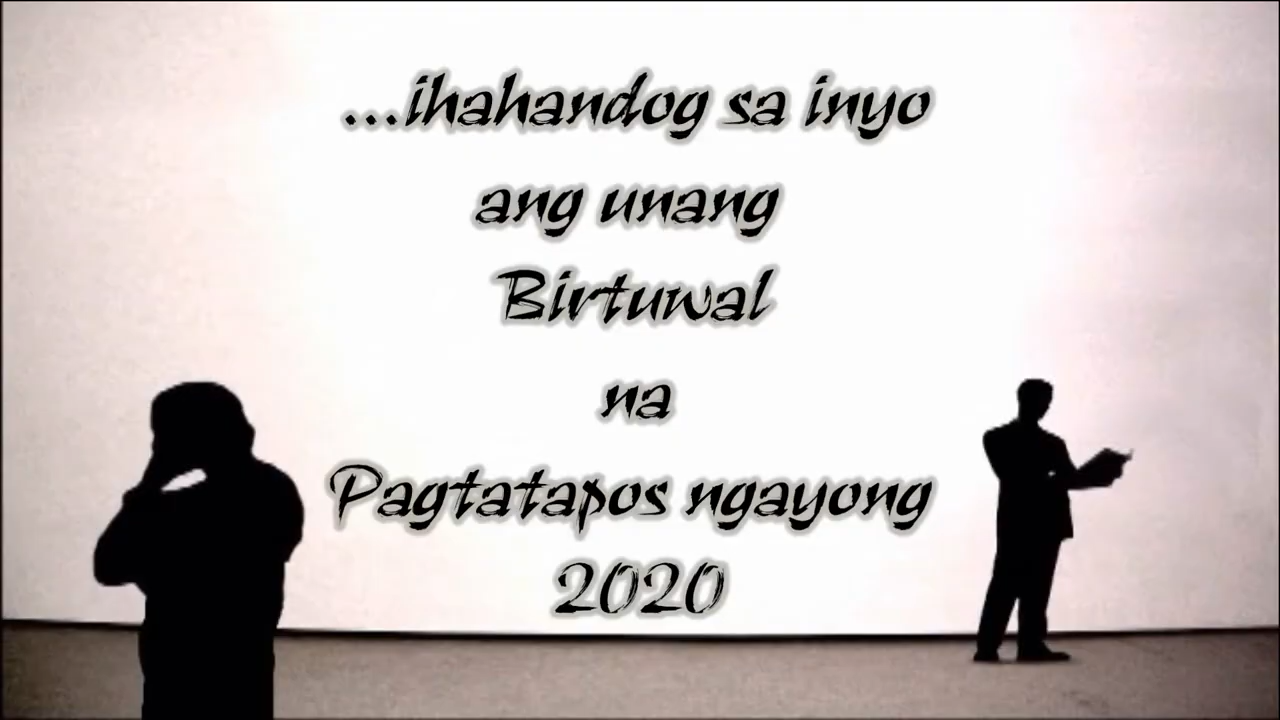 ...ihahandog sa inyo
ang unang
Birtuwal
na
Pagtatapos ngayong
2020